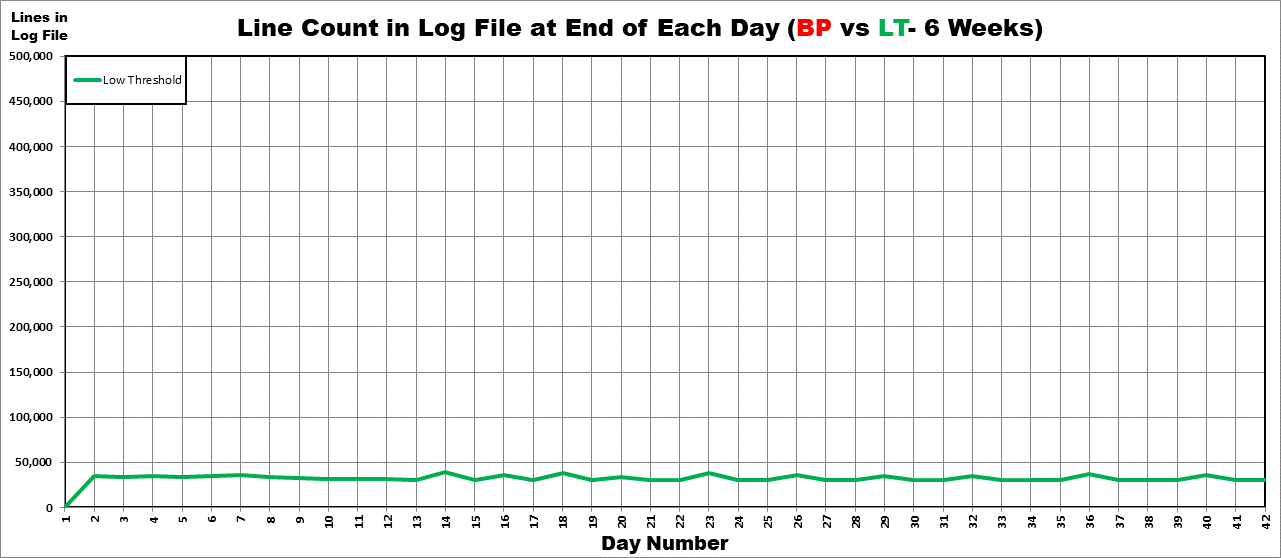 Lines in
Log File
Line Count in Log File at End of Each Day (BP vs LT- 6 Weeks)
Low Threshold
500,000
450,000
400,000
350,000
300,000
250,000
200,000
150,000
100,000
50,000
0
1 2 3 4 5 6 7 8 9 10 11 12 13 14 15 16 17 18 19 20 21 22 23 24 25 26 27 28 29 30 31 32 33 34 35 36 37 38 39 40 41 42
Day Number